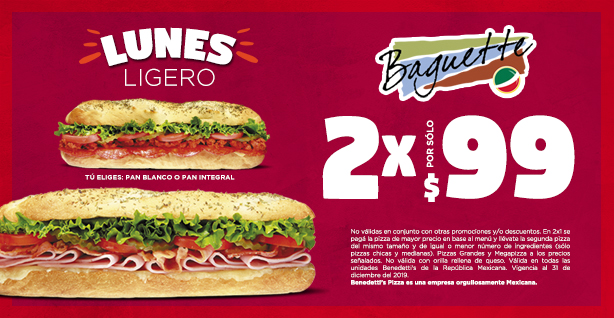 LUNES
LIGERO
TÚ ELIGES: PAN BLANCO O PAN INTEGRAL
Baguette
2x POR SÓLO $99
No válidas en conjunto con otras promociones y/o descuentos. En 2x1 se
pagá la pizza de mayor precio en base al menú y llévate la segunda pizza
del mismo tamaño y de igual o menor número de ingredientes (sólo
pizzas chicas y medianas). Pizzas Grandes y Megapizza a los precios
señalados. No válida con orilla rellena de queso. Válida en todas las
unidades Benedetti's de la República Mexicana. Vigencia al 31 de
diciembre del 2019.
Benedetti's Pizza es una empresa orgullosamente Mexicana.